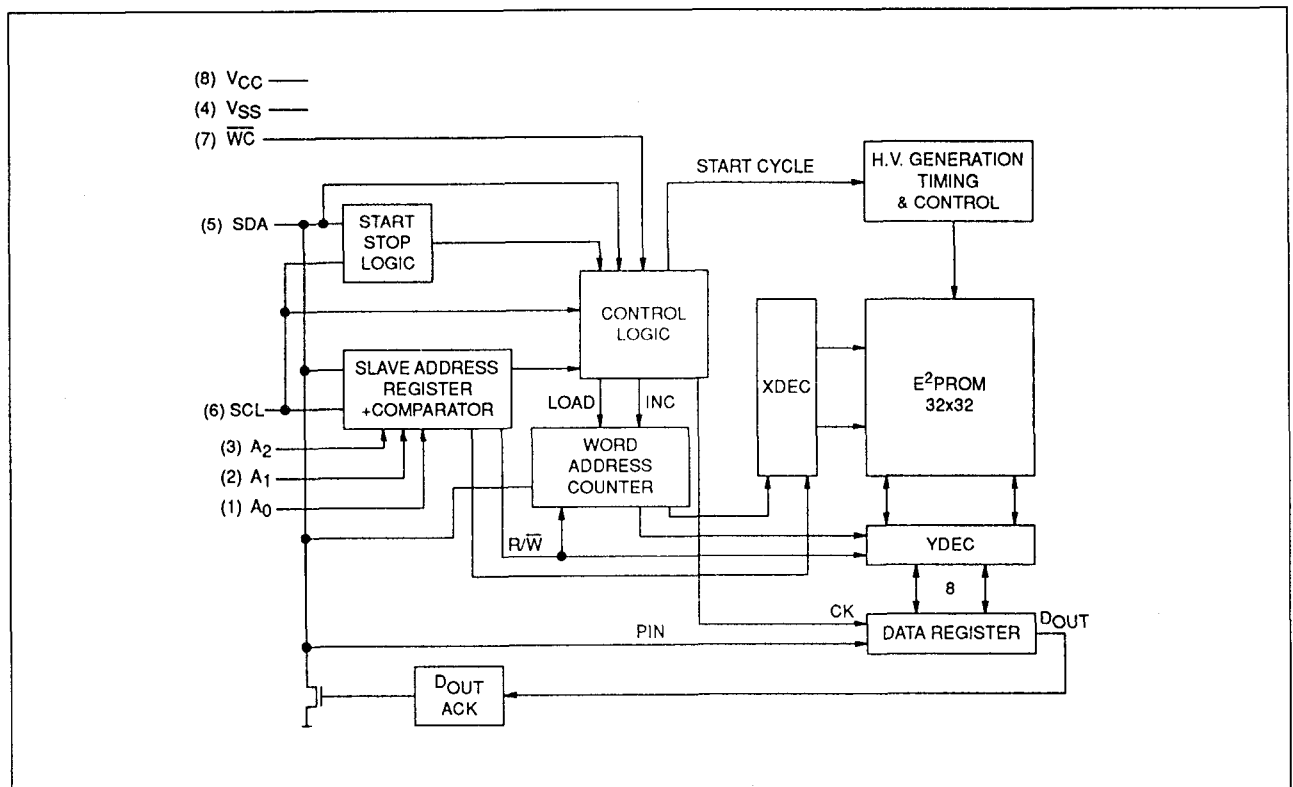 (8) VCC
(4) VSS
(7) W̅C̅
START CYCLE
H.V. GENERATION
TIMING
& CONTROL
(5) SDA
START
STOP
LOGIC
CONTROL
LOGIC
XDEC
E²PROM
32x32
SLAVE ADDRESS
REGISTER
+COMPARATOR
(6) SCL
LOAD
INC
(3) A₂
(2) A₁
(1) A₀
WORD
ADDRESS
COUNTER
R/W̅
YDEC
8
CK
PIN
DATA REGISTER
DOUT
DOUT
ACK